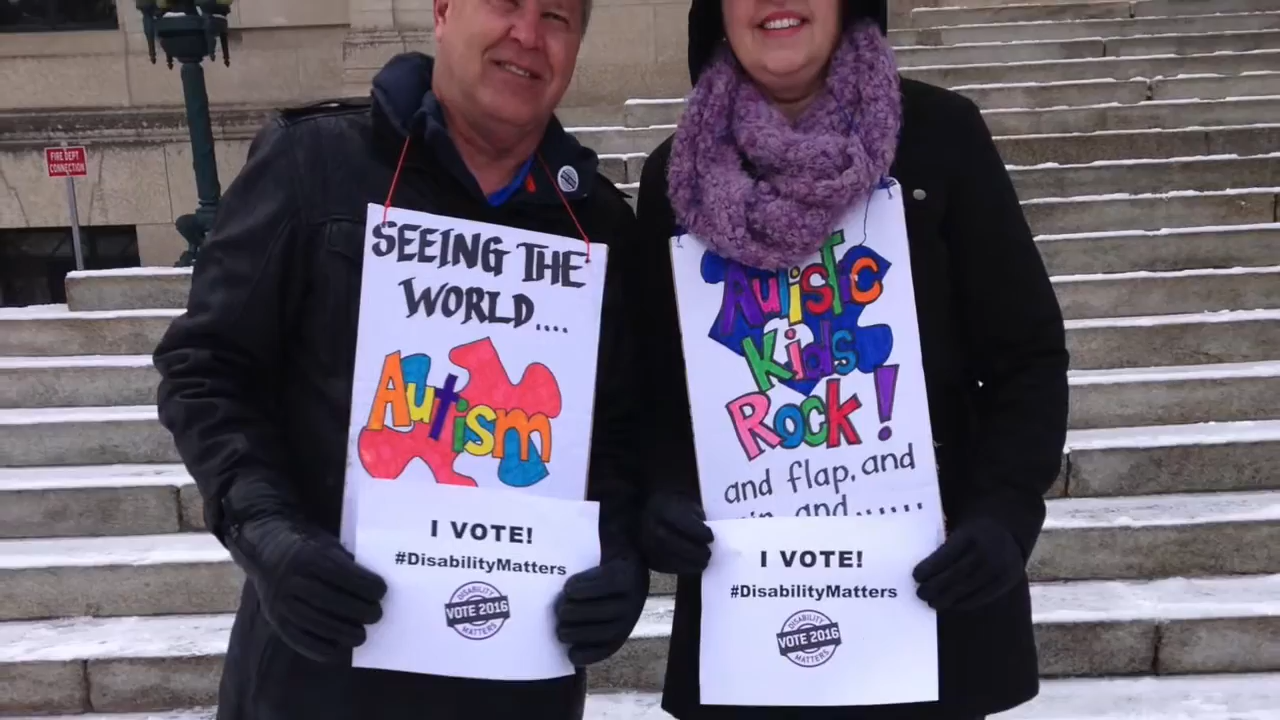 FIRE DEPT
CONNECTION
SEEING THE
WORLD....
Autism
I VOTE!
#DisabilityMatters
DISABILITY
VOTE 2016
MATTERS
Autistic
Kids
Rock!
and flap, and
and......
I VOTE!
#DisabilityMatters
DISABILITY
VOTE 2016
MATTERS